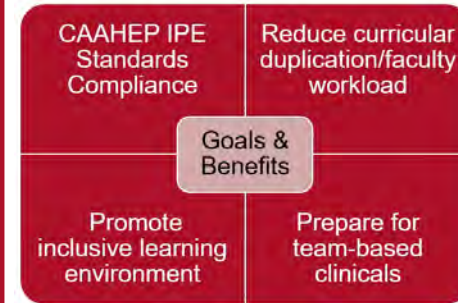 CAAHEP IPE
Standards
Compliance
Reduce curricular
duplication/faculty
workload
Goals &
Benefits
Promote
inclusive learning
environment
Prepare for
team-based
clinicals